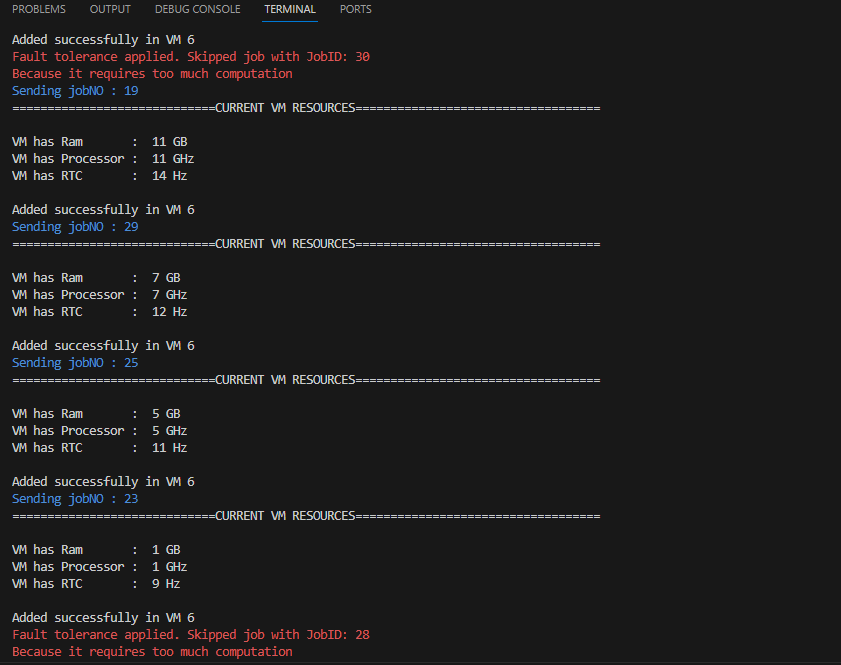 PROBLEMS OUTPUT DEBUG CONSOLE TERMINAL PORTS
Added successfully in VM 6
Fault tolerance applied. Skipped job with JobID: 30
Because it requires too much computation
Sending jobNO : 19
=============================CURRENT VM RESOURCES===================================
VM has Ram       :  11 GB
VM has Processor :  11 GHz
VM has RTC       :  14 Hz
Added successfully in VM 6
Sending jobNO : 29
=============================CURRENT VM RESOURCES===================================
VM has Ram       :  7 GB
VM has Processor :  7 GHz
VM has RTC       :  12 Hz
Added successfully in VM 6
Sending jobNO : 25
=============================CURRENT VM RESOURCES===================================
VM has Ram       :  5 GB
VM has Processor :  5 GHz
VM has RTC       :  11 Hz
Added successfully in VM 6
Sending jobNO : 23
=============================CURRENT VM RESOURCES===================================
VM has Ram       :  1 GB
VM has Processor :  1 GHz
VM has RTC       :  9 Hz
Added successfully in VM 6
Fault tolerance applied. Skipped job with JobID: 28
Because it requires too much computation